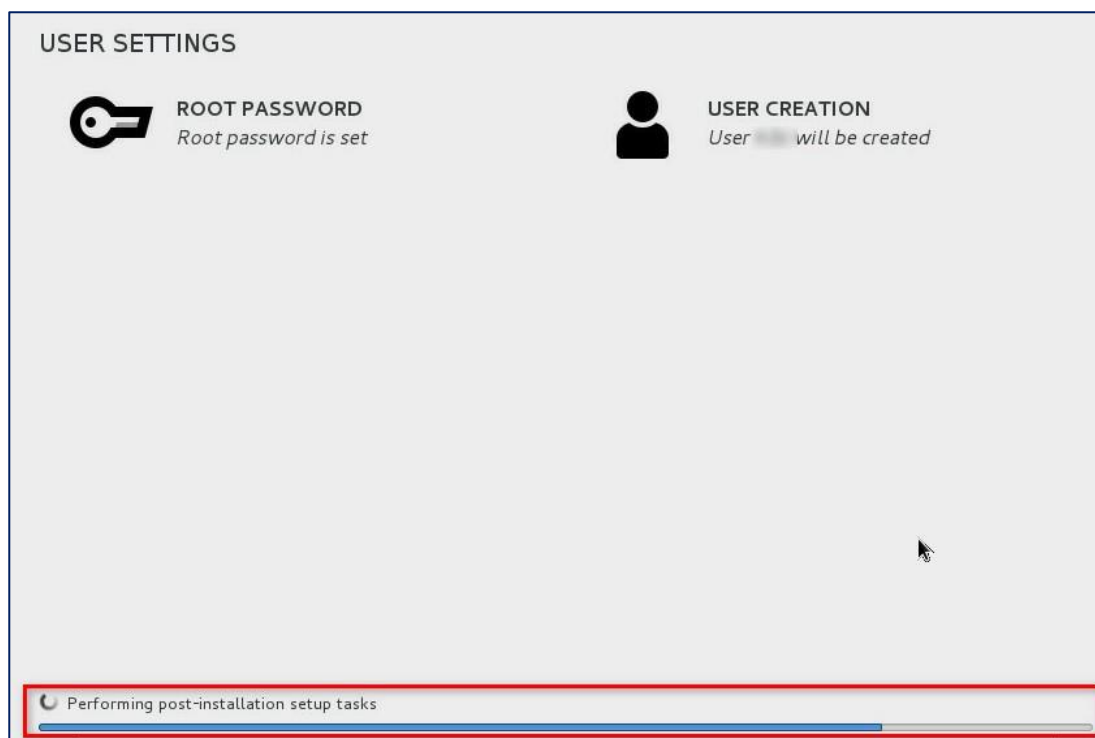 USER SETTINGS
ROOT PASSWORD
Root password is set
USER CREATION
User will be created
Performing post-installation setup tasks